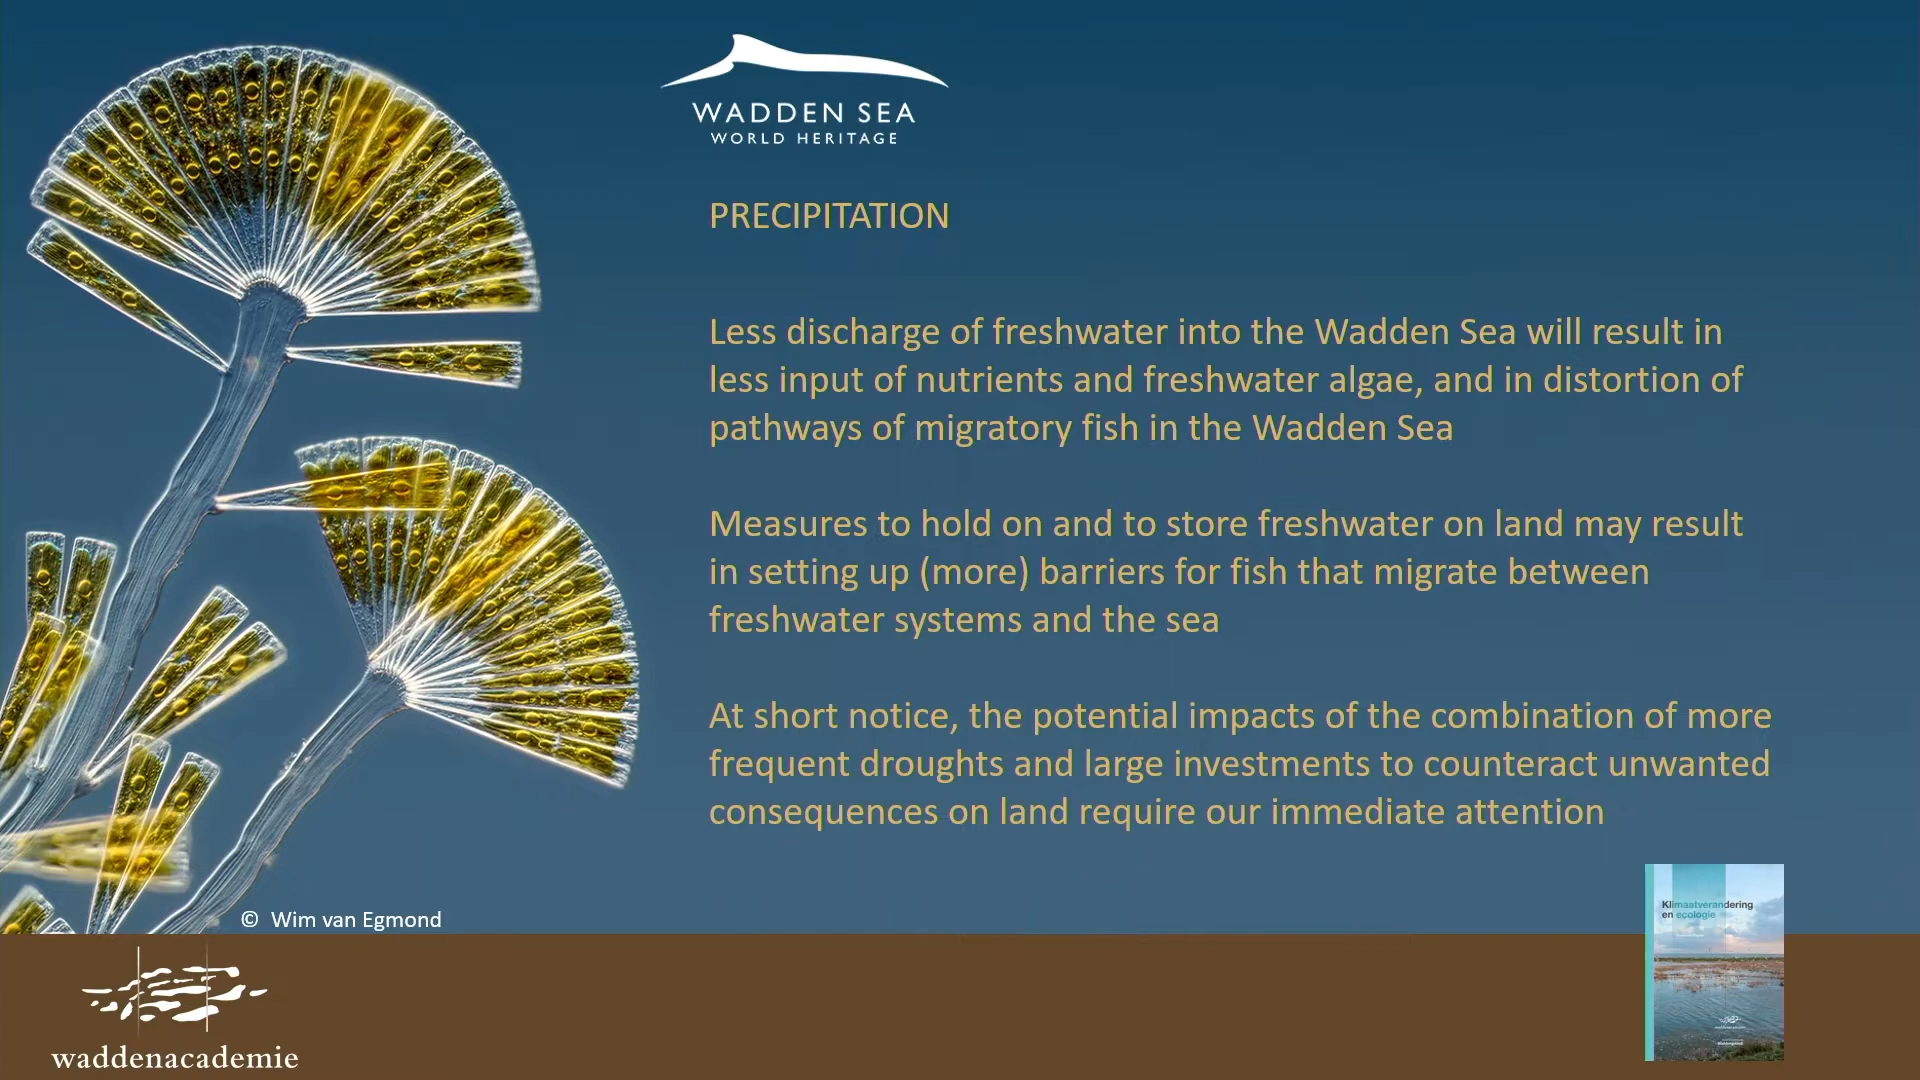 WADDEN SEA
WORLD HERITAGE
PRECIPITATION
Less discharge of freshwater into the Wadden Sea will result in
less input of nutrients and freshwater algae, and in distortion of
pathways of migratory fish in the Wadden Sea
Measures to hold on and to store freshwater on land may result
in setting up (more) barriers for fish that migrate between
freshwater systems and the sea
At short notice, the potential impacts of the combination of more
frequent droughts and large investments to counteract unwanted
consequences on land require our immediate attention
© Wim van Egmond
Klimaatverandering
en ecologie
waddenacademie